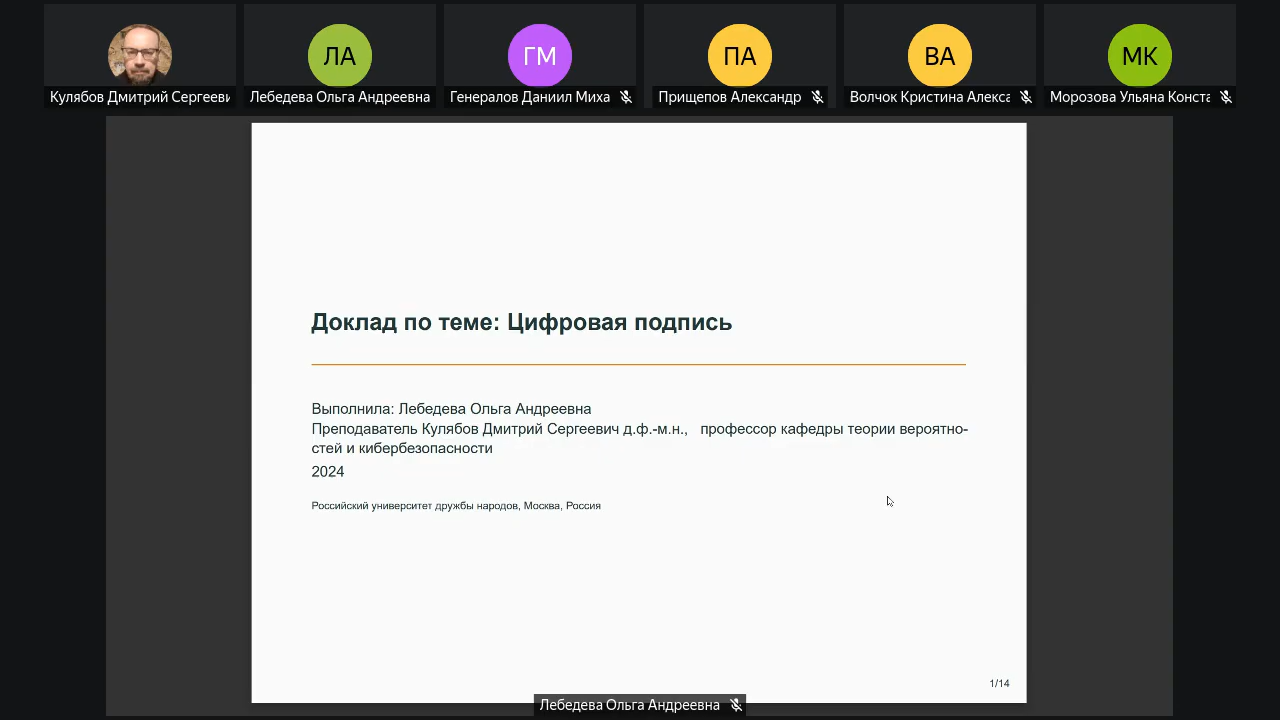 ЛА
ГМ
ПА
ВА
МК
Кулябов Дмитрий Сергееви
Лебедева Ольга Андреевна
Генералов Даниил Миха
Прищепов Александр
Волчок Кристина Алекса
Морозова Ульяна Конста
Доклад по теме: Цифровая подпись
Выполнила: Лебедева Ольга Андреевна
Преподаватель Кулябов Дмитрий Сергеевич д.ф.-м.н., профессор кафедры теории вероятно-
стей и кибербезопасности
2024
Российский университет дружбы народов, Москва, Россия
1/14
Лебедева Ольга Андреевна